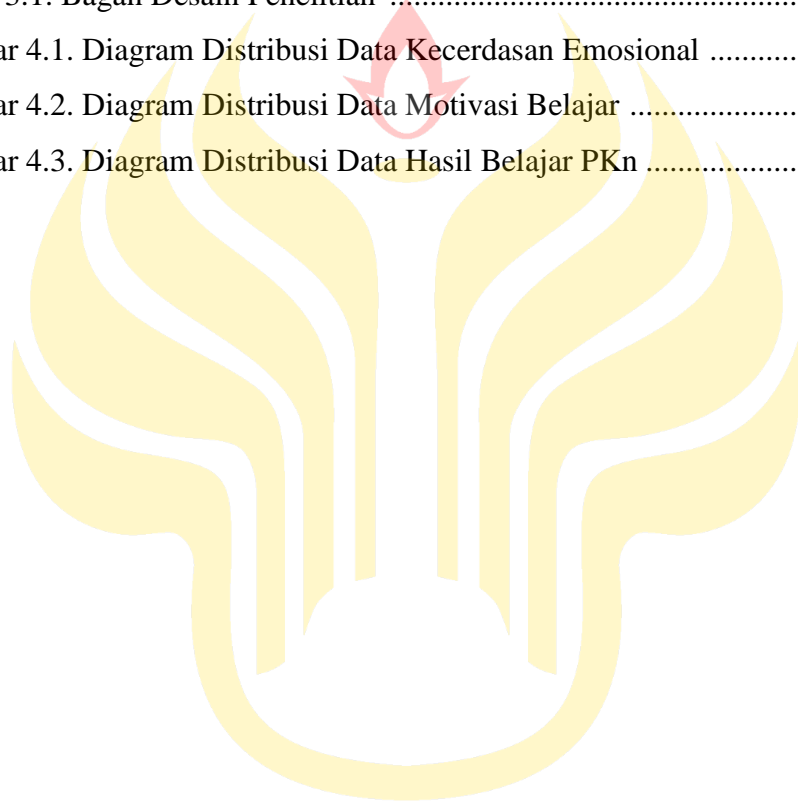 3.1. Bagan Desain Penelitian ....................................................
ar 4.1. Diagram Distribusi Data Kecerdasan Emosional ...........
ar 4.2. Diagram Distribusi Data Motivasi Belajar .....................
ar 4.3. Diagram Distribusi Data Hasil Belajar PKn ...................